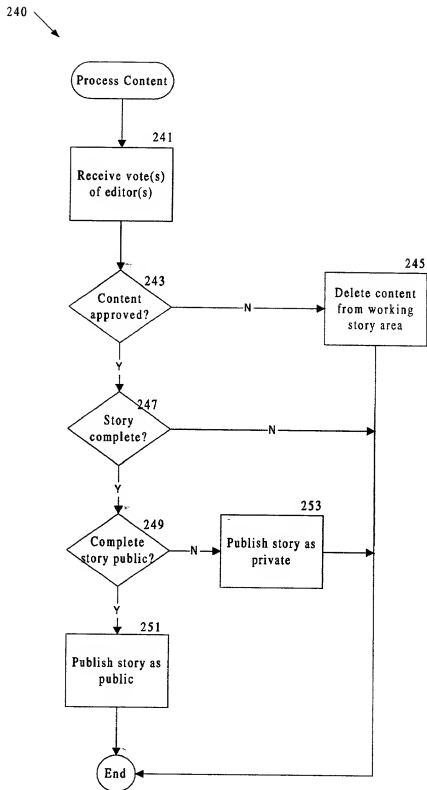 240
Process Content
241
Receive vote(s)
of editor(s)
243
Content
approved?
N
245
Delete content
from working
story area
Y
247
Story
complete?
N
Y
249
Complete
story public?
N
253
Publish story as
private
Y
251
Publish story as
public
End